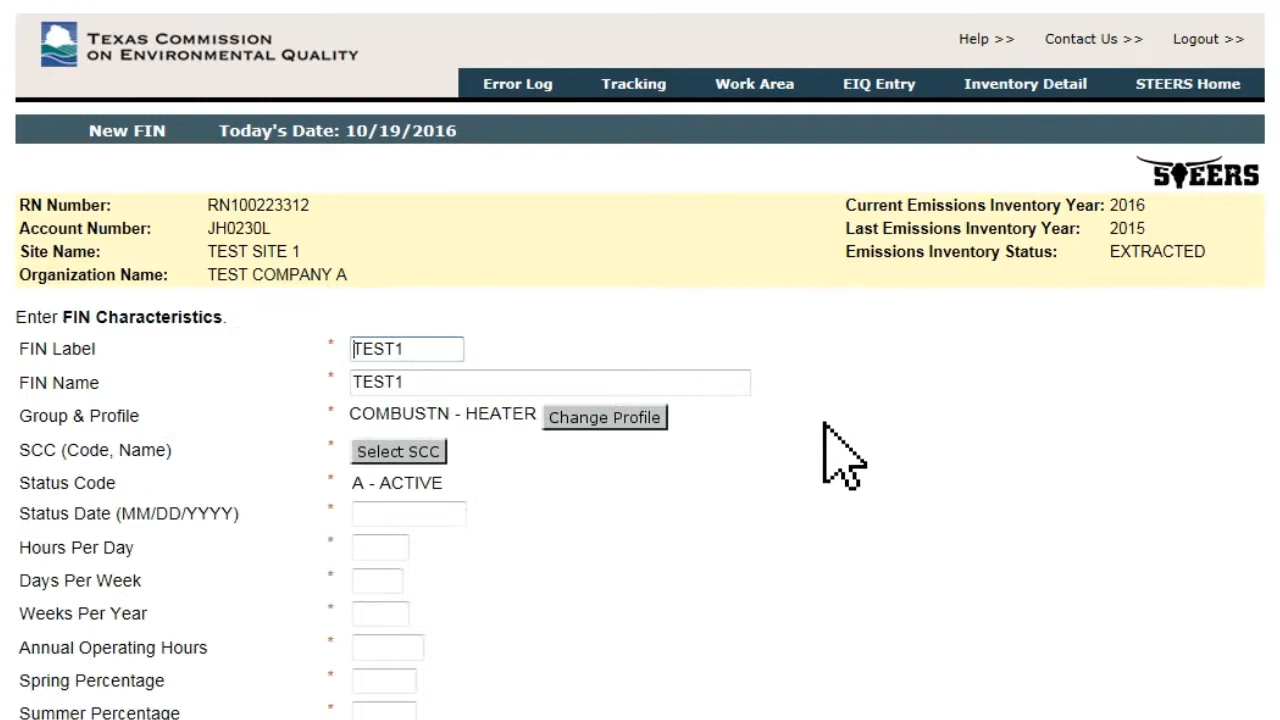 TEXAS COMMISSION
ON ENVIRONMENTAL QUALITY
Help >> Contact Us >> Logout >>
Error Log Tracking Work Area EIQ Entry Inventory Detail STEERS Home
New FIN Today's Date: 10/19/2016
STEERS
RN Number: RN100223312 Current Emissions Inventory Year: 2016
Account Number: JH0230L Last Emissions Inventory Year: 2015
Site Name: TEST SITE 1 Emissions Inventory Status: EXTRACTED
Organization Name: TEST COMPANY A
Enter FIN Characteristics.
FIN Label * TEST1
FIN Name * TEST1
Group & Profile * COMBUSTN - HEATER Change Profile
SCC (Code, Name) * Select SCC
Status Code * A - ACTIVE
Status Date (MM/DD/YYYY) *
Hours Per Day *
Days Per Week *
Weeks Per Year *
Annual Operating Hours *
Spring Percentage *
Summer Percentage *